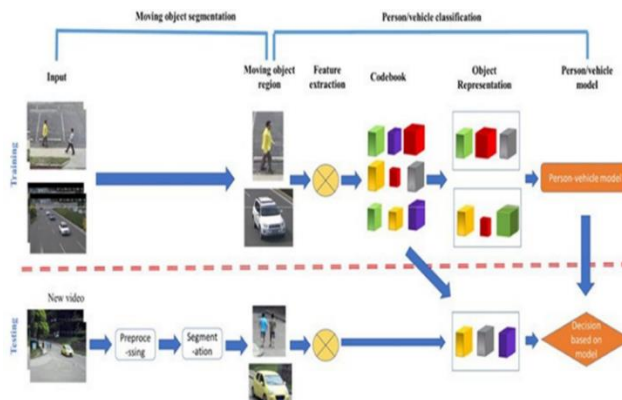 Moving object segmentation
Person/vehicle classification
Input
Moving object
region
Feature
extraction
Codebook
Object
Representation
Person/vehicle
model
Training
Person-vehicle model
New video
Testing
Preproce
-ssing
Segment
-ation
Decision
based on
model